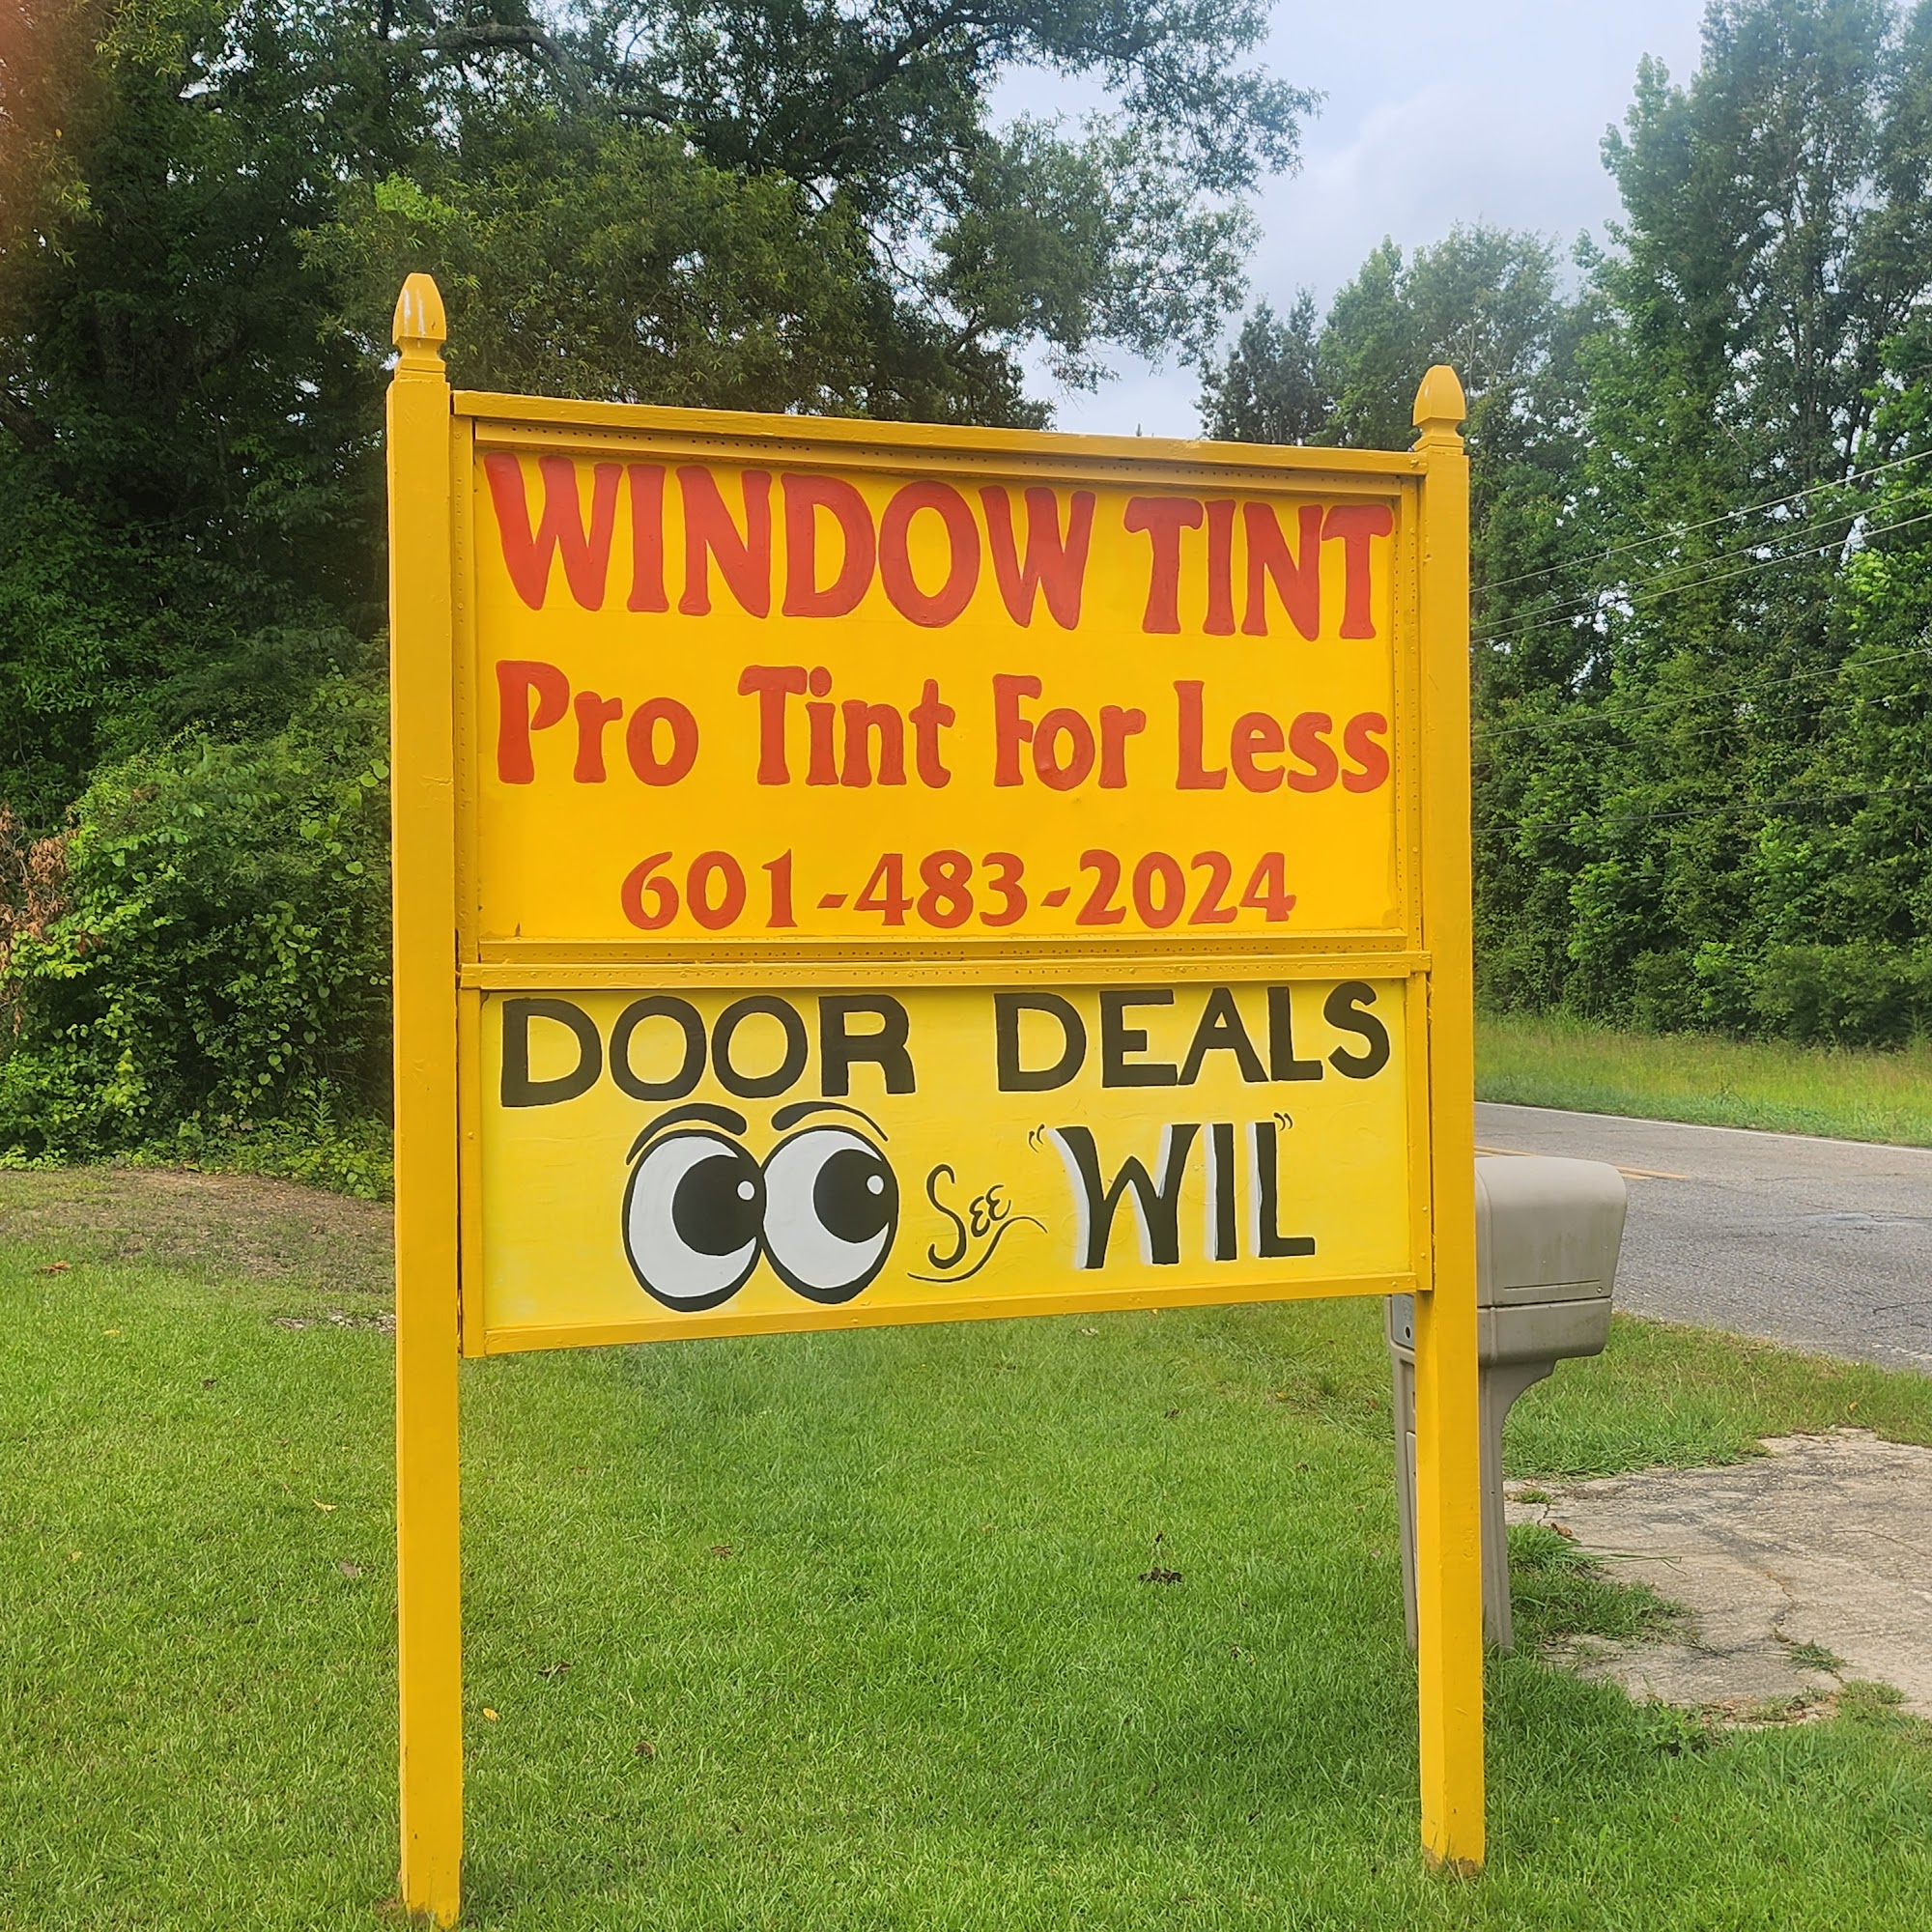 WINDOW TINT
Pro Tint For Less
601-483-2024
DOOR DEALS
See "WIL"